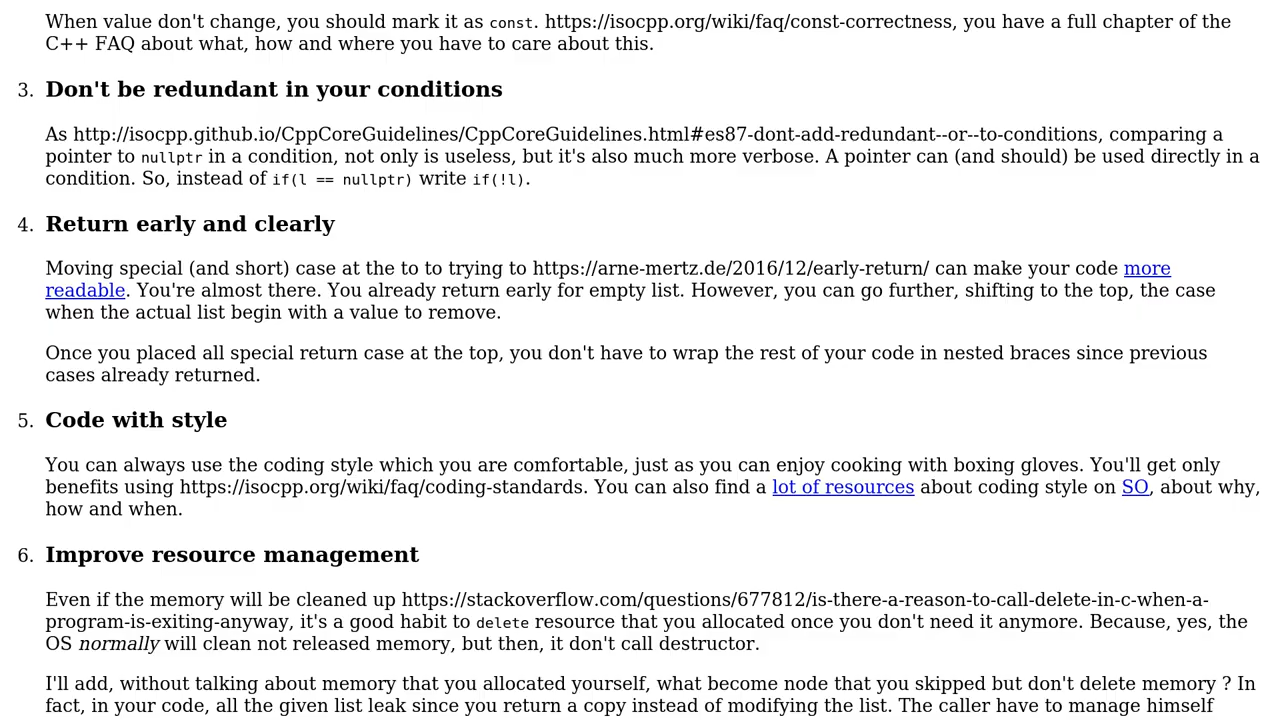 When value don't change, you should mark it as const. https://isocpp.org/wiki/faq/const-correctness, you have a full chapter of the
C++ FAQ about what, how and where you have to care about this.
3. Don't be redundant in your conditions
As http://isocpp.github.io/CppCoreGuidelines/CppCoreGuidelines.html#es87-dont-add-redundant--or--to-conditions, comparing a
pointer to nullptr in a condition, not only is useless, but it's also much more verbose. A pointer can (and should) be used directly in a
condition. So, instead of if(l == nullptr) write if(!l).
4. Return early and clearly
Moving special (and short) case at the to to trying to https://arne-mertz.de/2016/12/early-return/ can make your code more
readable. You're almost there. You already return early for empty list. However, you can go further, shifting to the top, the case
when the actual list begin with a value to remove.
Once you placed all special return case at the top, you don't have to wrap the rest of your code in nested braces since previous
cases already returned.
5. Code with style
You can always use the coding style which you are comfortable, just as you can enjoy cooking with boxing gloves. You'll get only
benefits using https://isocpp.org/wiki/faq/coding-standards. You can also find a lot of resources about coding style on SO, about why,
how and when.
6. Improve resource management
Even if the memory will be cleaned up https://stackoverflow.com/questions/677812/is-there-a-reason-to-call-delete-in-c-when-a-
program-is-exiting-anyway, it's a good habit to delete resource that you allocated once you don't need it anymore. Because, yes, the
OS normally will clean not released memory, but then, it don't call destructor.
I'll add, without talking about memory that you allocated yourself, what become node that you skipped but don't delete memory ? In
fact, in your code, all the given list leak since you return a copy instead of modifying the list. The caller have to manage himself